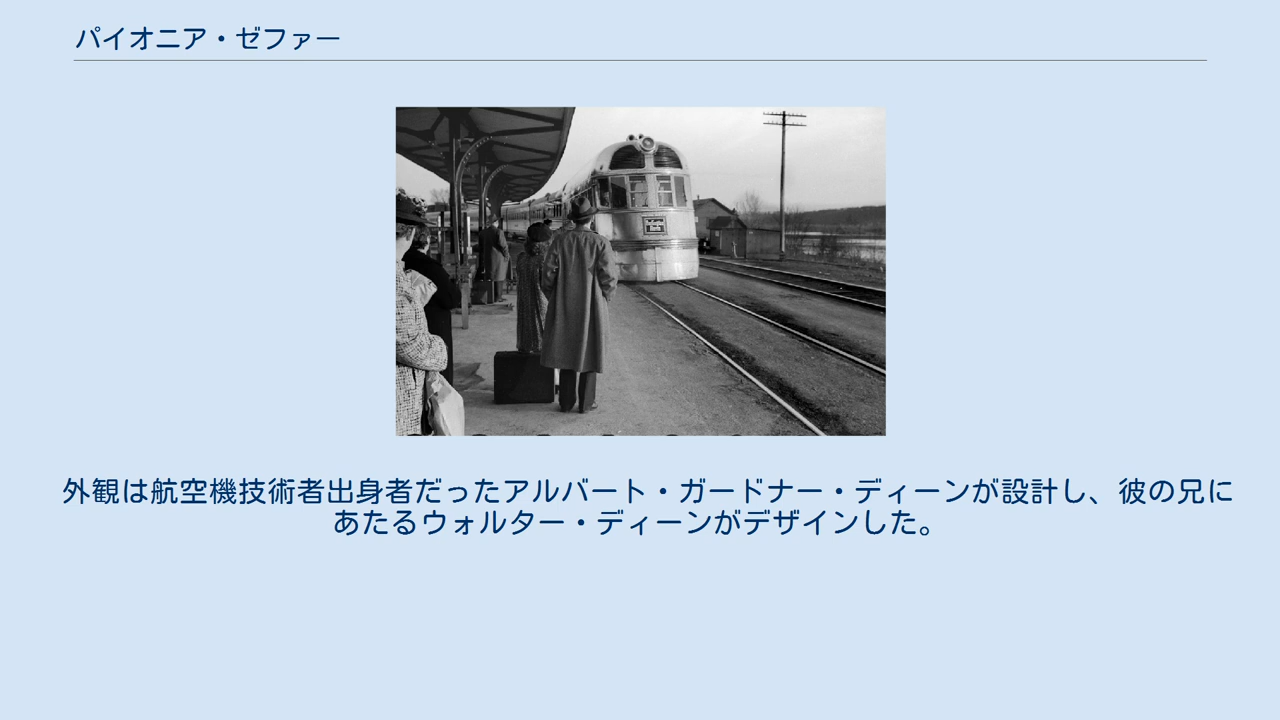 パイオニア・ゼファー
外観は航空機技術者出身者だったアルバート・ガードナー・ディーンが設計し、彼の兄に
あたるウォルター・ディーンがデザインした。